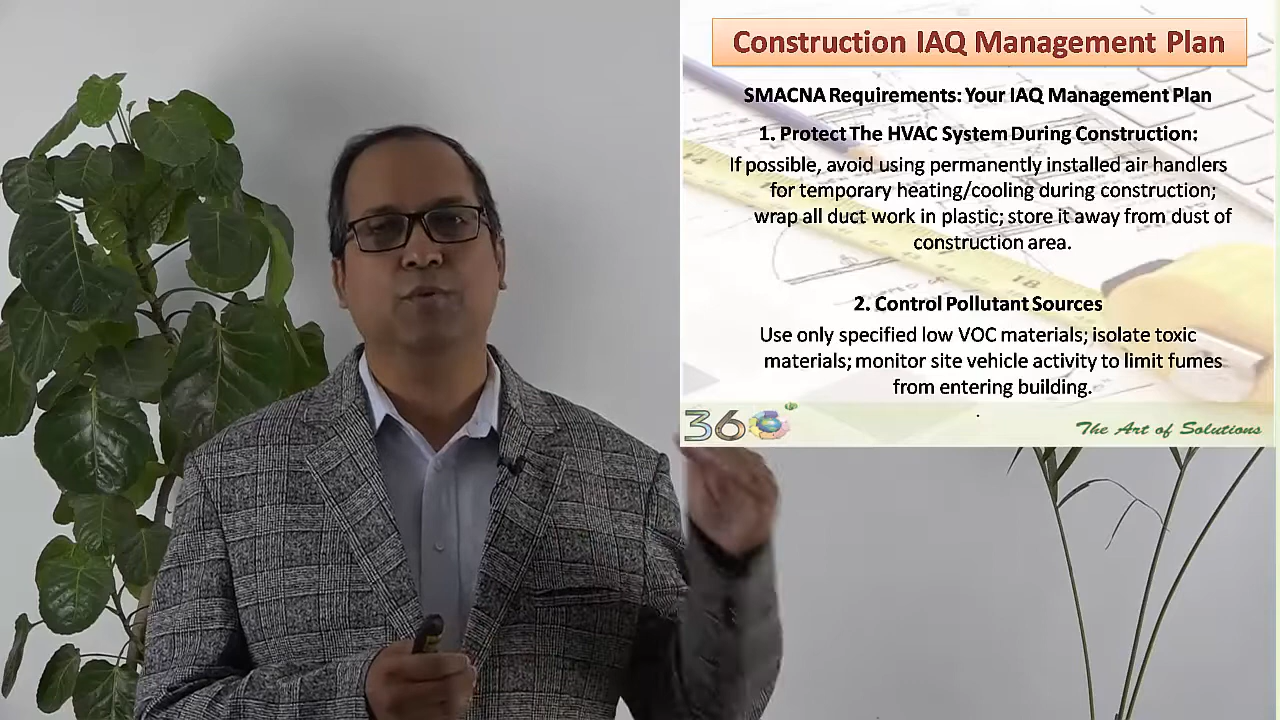 Construction IAQ Management Plan
SMACNA Requirements: Your IAQ Management Plan
1. Protect The HVAC System During Construction:
If possible, avoid using permanently installed air handlers
for temporary heating/cooling during construction;
wrap all duct work in plastic; store it away from dust of
construction area.
2. Control Pollutant Sources
Use only specified low VOC materials; isolate toxic
materials; monitor site vehicle activity to limit fumes
from entering building.
.
360
The Art of Solutions
14
18